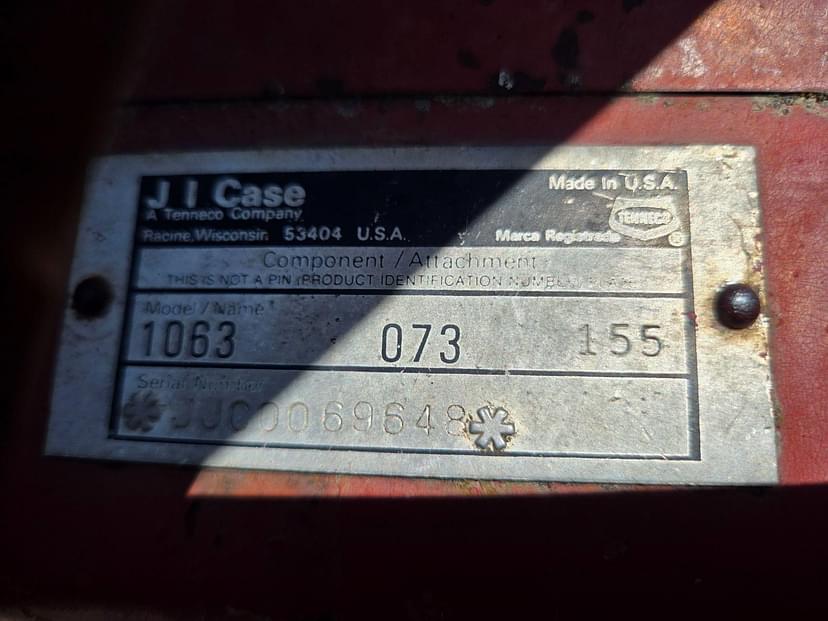 J I Case
A Tenneco Company
Racine, Wisconsin 53404 U.S.A.
Made In U.S.A.
TENNECO
Marca Registrada ®
Component / Attachment
THIS IS NOT A PIN (PRODUCT IDENTIFICATION NUMBER)
Model / Name
1063 073 155
Serial Number
*JJC0069648*